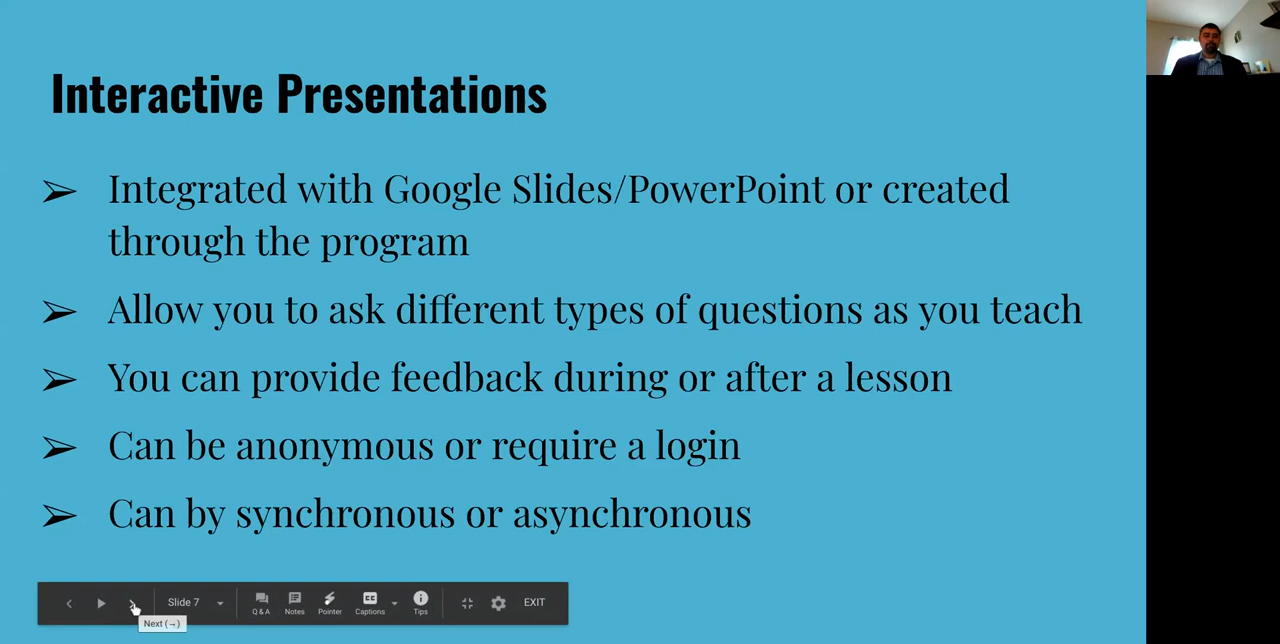 Interactive Presentations
➢ Integrated with Google Slides/PowerPoint or created
through the program
➢ Allow you to ask different types of questions as you teach
➢ You can provide feedback during or after a lesson
➢ Can be anonymous or require a login
➢ Can by synchronous or asynchronous
Slide 7 Q & A Notes Pointer CC Captions Tips EXIT
Next (→)